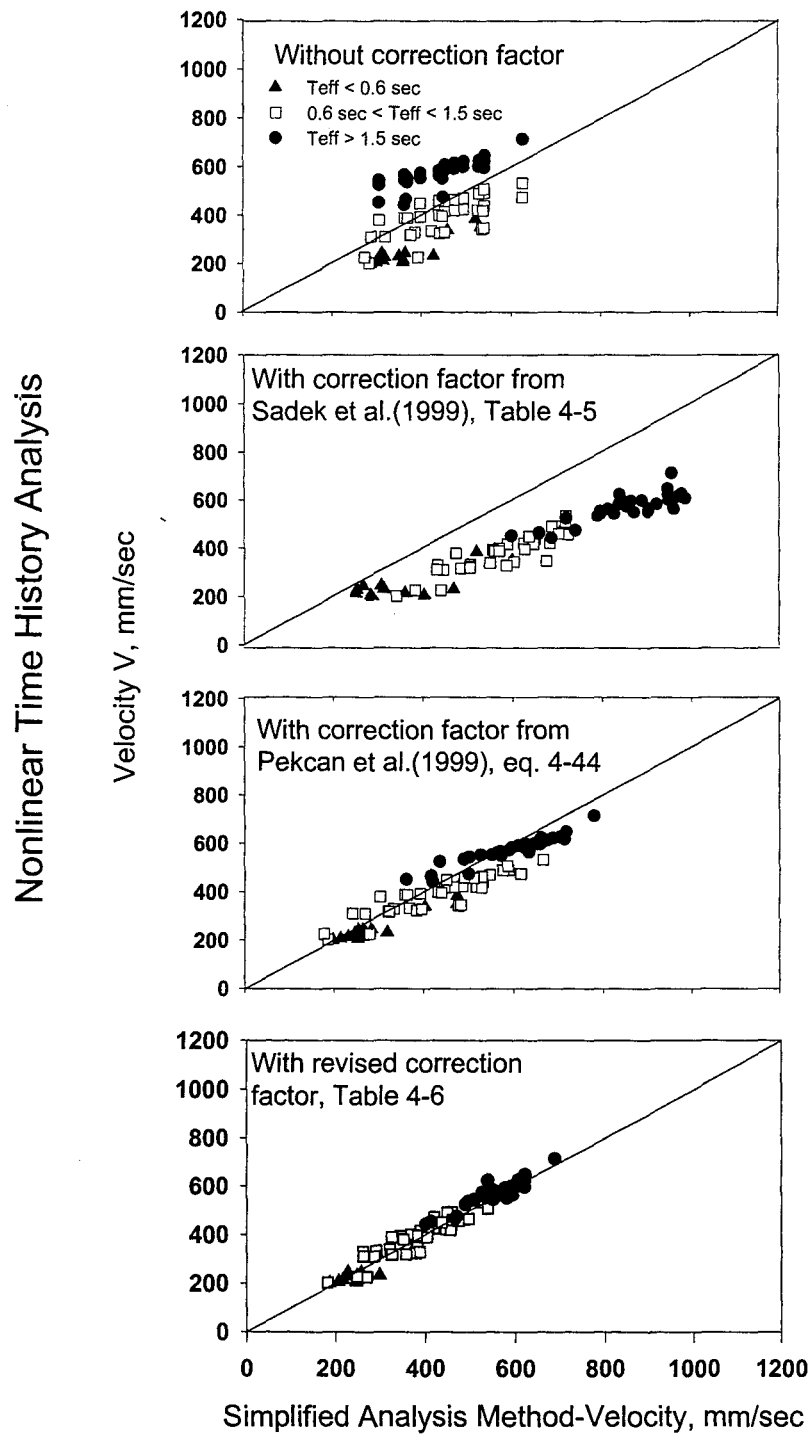 Nonlinear Time History Analysis
Velocity V, mm/sec
1200
1000
800
600
400
200
0
Without correction factor
Teff < 0.6 sec
0.6 sec < Teff < 1.5 sec
Teff > 1.5 sec
1200
1000
800
600
400
200
0
With correction factor from
Sadek et al.(1999), Table 4-5
1200
1000
800
600
400
200
0
With correction factor from
Pekcan et al.(1999), eq. 4-44
1200
1000
800
600
400
200
0
With revised correction
factor, Table 4-6
0 200 400 600 800 1000 1200
Simplified Analysis Method-Velocity, mm/sec